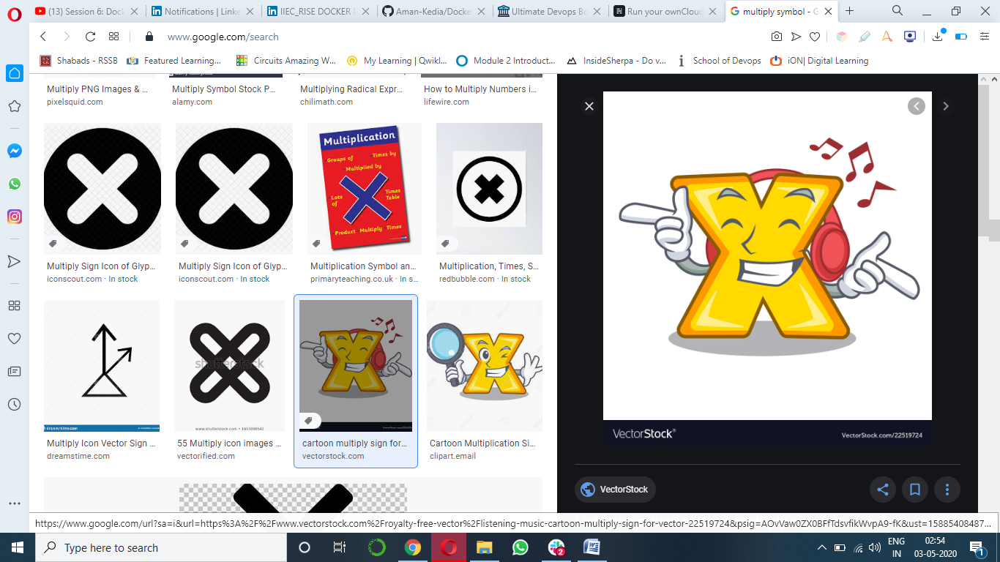 (13) Session 6: Dock
Notifications | Linke
IIEC_RISE DOCKER P
Aman-Kedia/Docke
Ultimate Devops Bo
Run your ownCloud
multiply symbol - G
www.google.com/search
Shabads - RSSB
Featured Learning...
Circuits Amazing W...
My Learning | Qwikl...
Module 2 Introduct...
InsideSherpa - Do v...
School of Devops
iON| Digital Learning
Multiply PNG Images & ...
pixelsquid.com
Multiply Symbol Stock P...
alamy.com
Multiplying Radical Expr...
chilimath.com
How to Multiply Numbers i...
lifewire.com
Multiplication
Groups of
Times by
Multiplied by
Lots
of
Times
Table
Product Multiply Times
Multiply Sign Icon of Glyp...
iconscout.com · In stock
Multiply Sign Icon of Glyp...
iconscout.com · In stock
Multiplication Symbol an...
primaryteaching.co.uk · In s...
Multiplication, Times, S...
redbubble.com · In stock
dreamstime.com
shutterstock
www.shutterstock.com • 1653098542
Multiply Icon Vector Sign ...
dreamstime.com
55 Multiply icon images ...
vectorified.com
cartoon multiply sign for...
vectorstock.com
Cartoon Multiplication Si...
clipart.email
VectorStock®
VectorStock.com/22519724
VectorStock
https://www.google.com/url?sa=i&url=https%3A%2F%2Fwww.vectorstock.com%2Froyalty-free-vector%2Flistening-music-cartoon-multiply-sign-for-vector-22519724&psig=AOvVaw0ZX0BFfTdsvfikWvpA9-fK&ust=15885408487...
Type here to search
2
ENG
IN
02:54
03-05-2020
1